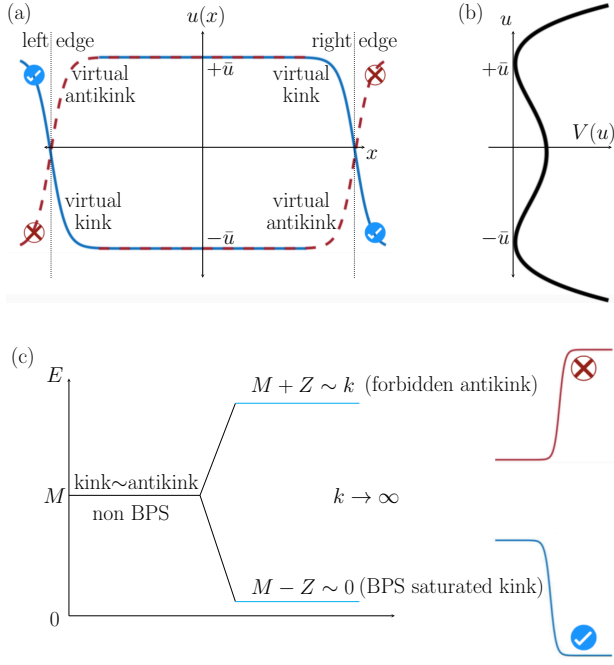 (a)
u(x)
left
edge
right
edge
virtual
antikink
+ū
virtual
kink
x
virtual
kink
virtual
antikink
−ū
(b)
u
+ū
V(u)
−ū
(c)
E
M + Z ∼ k (forbidden antikink)
kink∼antikink
M
non BPS
k → ∞
M − Z ∼ 0 (BPS saturated kink)
0